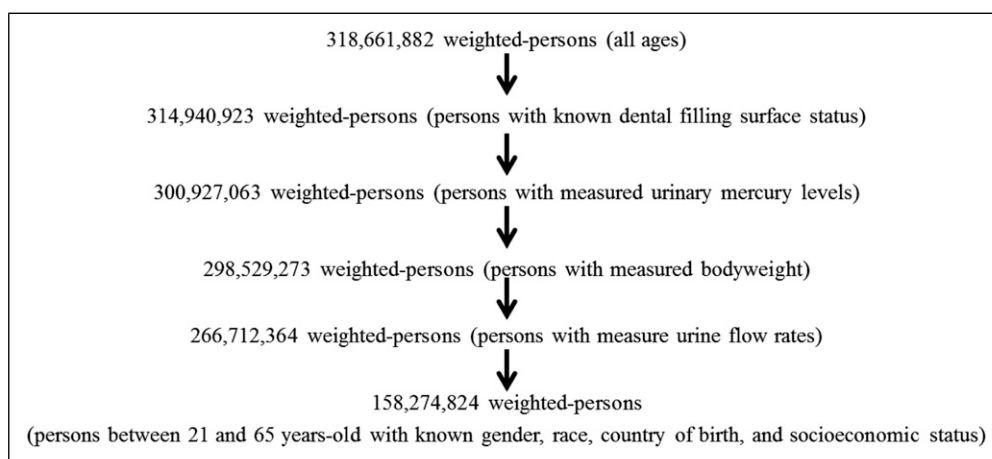 318,661,882 weighted-persons (all ages)
314,940,923 weighted-persons (persons with known dental filling surface status)
300,927,063 weighted-persons (persons with measured urinary mercury levels)
298,529,273 weighted-persons (persons with measured bodyweight)
266,712,364 weighted-persons (persons with measure urine flow rates)
158,274,824 weighted-persons
(persons between 21 and 65 years-old with known gender, race, country of birth, and socioeconomic status)